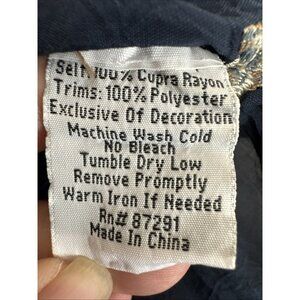 Self: 100% Cupra Rayon
Trims: 100% Polyester
Exclusive Of Decoration
Machine Wash Cold
No Bleach
Tumble Dry Low
Remove Promptly
Warm Iron If Needed
Rn# 87291
Made In China